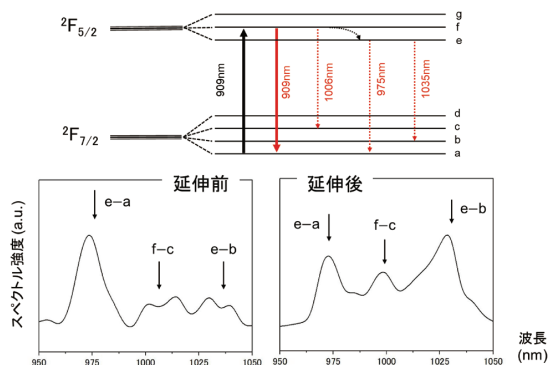 ²F₅/₂
g
f
e
909nm
909nm
1006nm
975nm
1035nm
²F₇/₂
d
c
b
a
延伸前
延伸後
e−a
f−c
e−b
e−a
f−c
e−b
スペクトル強度(a.u.)
950
975
1000
1025
1050
950
975
1000
1025
1050
波長
(nm)